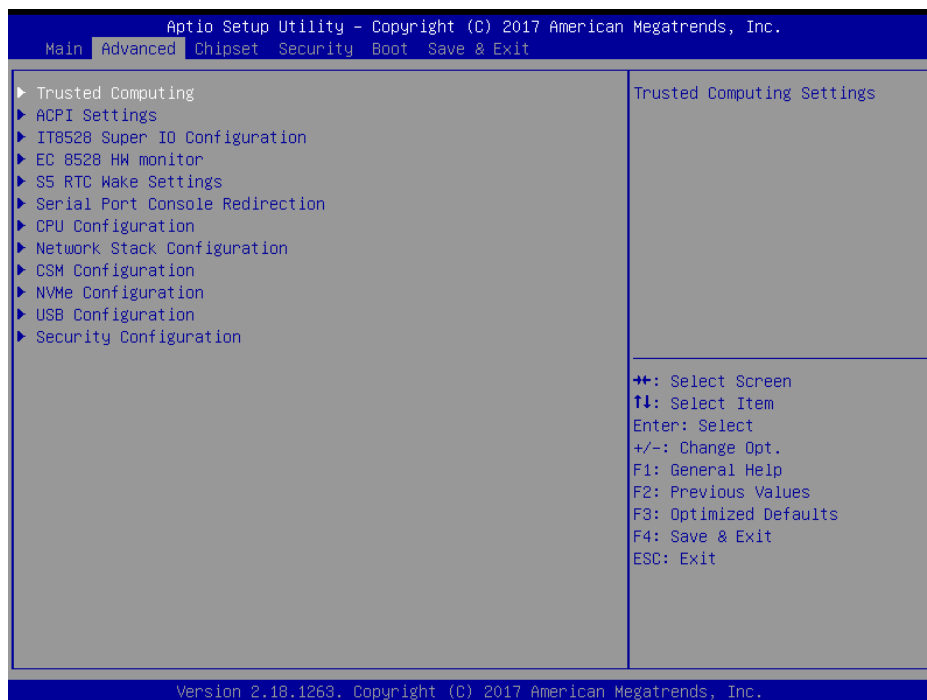 Aptio Setup Utility – Copyright (C) 2017 American Megatrends, Inc.
Main Advanced Chipset Security Boot Save & Exit
▶ Trusted Computing
▶ ACPI Settings
▶ IT8528 Super IO Configuration
▶ EC 8528 HW monitor
▶ S5 RTC Wake Settings
▶ Serial Port Console Redirection
▶ CPU Configuration
▶ Network Stack Configuration
▶ CSM Configuration
▶ NVMe Configuration
▶ USB Configuration
▶ Security Configuration
Trusted Computing Settings
→←: Select Screen
↑↓: Select Item
Enter: Select
+/-: Change Opt.
F1: General Help
F2: Previous Values
F3: Optimized Defaults
F4: Save & Exit
ESC: Exit
Version 2.18.1263. Copyright (C) 2017 American Megatrends, Inc.